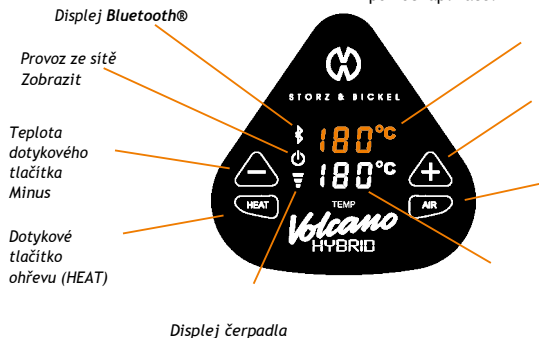 Displej Bluetooth®
Provoz ze sítě
Zobrazit
STORZ & BICKEL
180°C
Teplota
dotykového
tlačítka
Minus
180°C
HEAT
TEMP
AIR
Volcano
HYBRID
Dotykové
tlačítko
ohřevu (HEAT)
Displej čerpadla